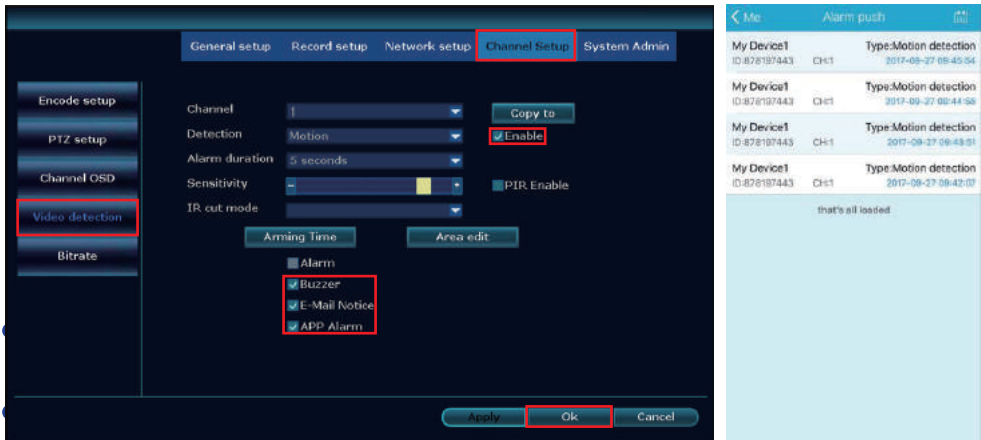 General setup Record setup Network setup Channel Setup System Admin
Encode setup
PTZ setup
Channel OSD
Video detection
Bitrate
Channel 1 Copy to
Detection Motion Enable
Alarm duration 5 seconds
Sensitivity - + PIR Enable
IR cut mode
Arming Time Area edit
Alarm
Buzzer
E-Mail Notice
APP Alarm
Apply Ok Cancel
Me Alarm push
My Device1 Type:Motion detection
ID:878197443 CH:1 2017-09-27 09:45:54
My Device1 Type:Motion detection
ID:878197443 CH:1 2017-09-27
My Device1 Type:Motion detection
ID:878197443 CH:1 2017-09-27 09:43:51
My Device1 Type:Motion detection
ID:878197443 CH:1 2017-09-27 09:42:07
that's all loaded